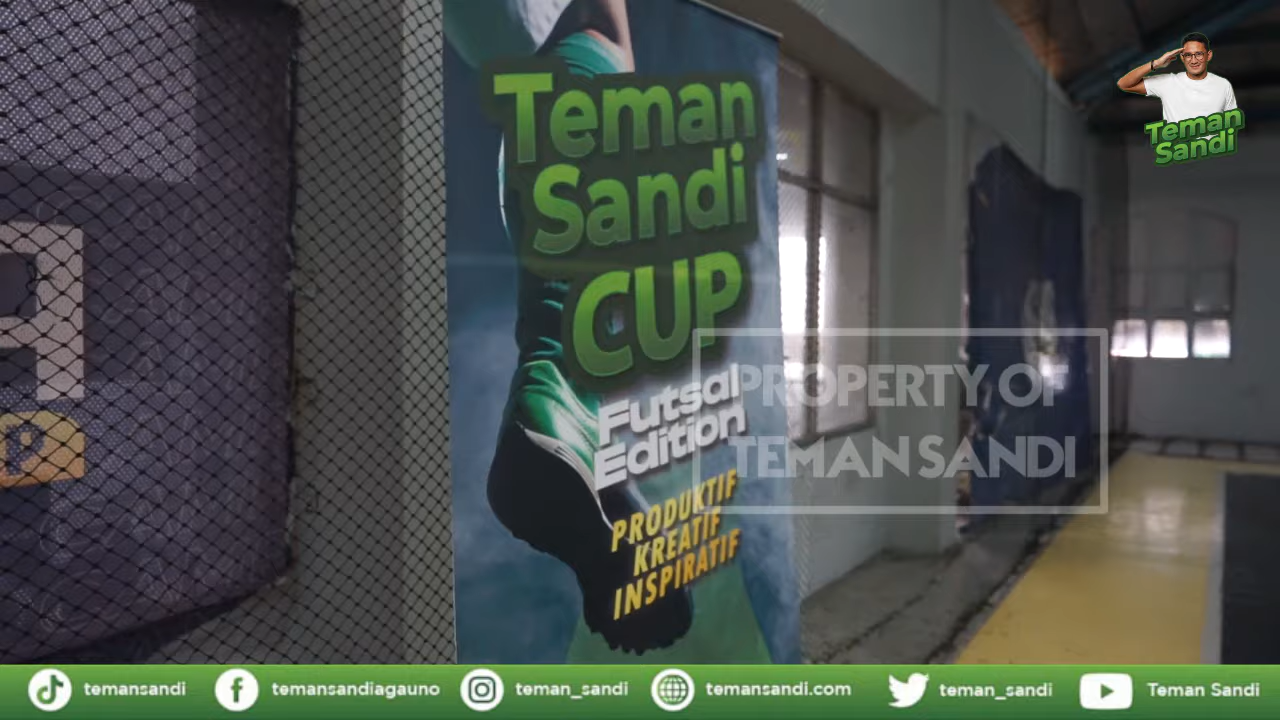 Teman
Sandi
Teman
Sandi
CUP
Futsal
Edition
PRODUKTIF
KREATIF
INSPIRATIF
PROPERTY OF
TEMAN SANDI
P
temansandi
temansandiagauno
teman_sandi
temansandi.com
teman_sandi
Teman Sandi